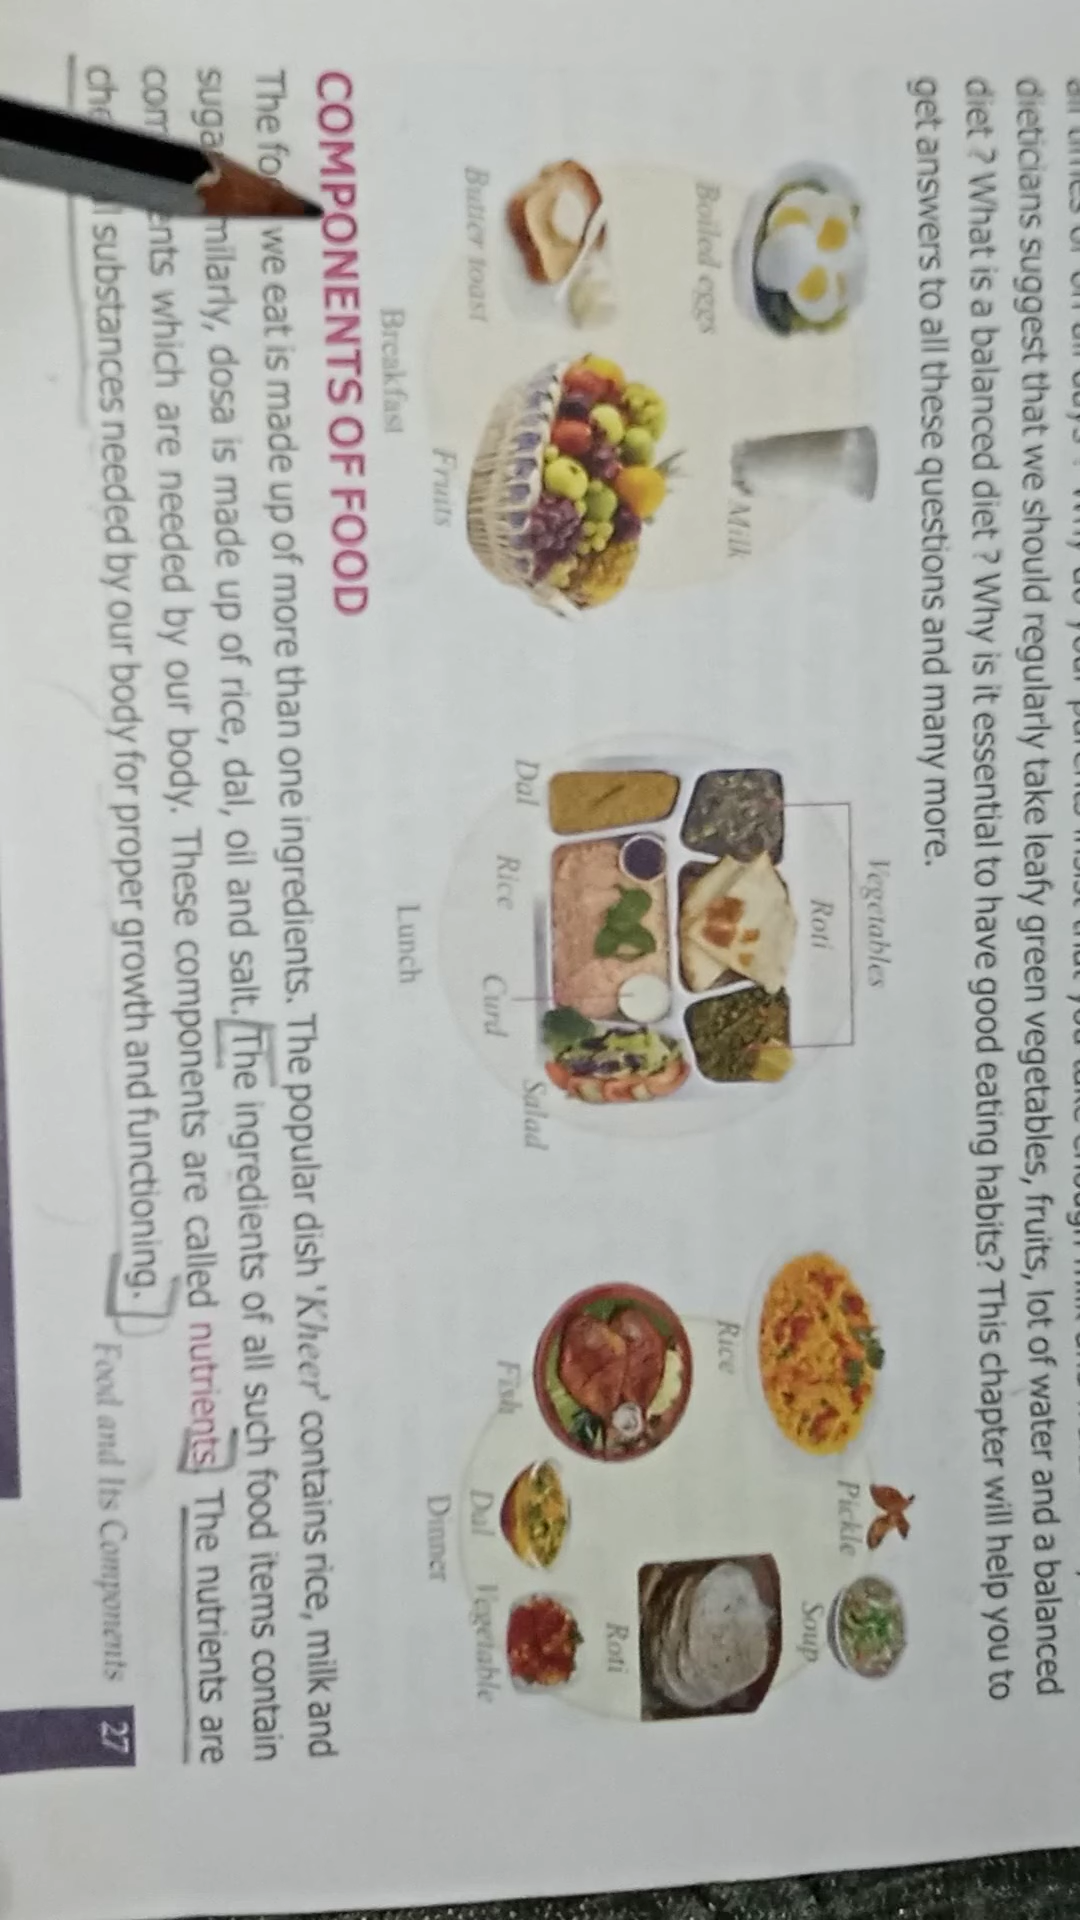 dieticians suggest that we should regularly take leafy green vegetables, fruits, lot of water and a balanced
diet ? What is a balanced diet ? Why is it essential to have good eating habits? This chapter will help you to
get answers to all these questions and many more.
Boiled eggs
Milk
Butter toast
Fruits
Breakfast
Vegetables
Roti
Dal
Rice
Curd
Salad
Lunch
Pickle
Soup
Rice
Roti
Fish
Dal
Vegetable
Dinner
COMPONENTS OF FOOD
The we eat is made up of more than one ingredients. The popular dish 'Kheer' contains rice, milk and
dosa is made up of rice, dal, oil and salt. The ingredients of all such food items contain
which are needed by our body. These components are called nutrients. The nutrients are
substances needed by our body for proper growth and functioning.
Food and Its Components
27